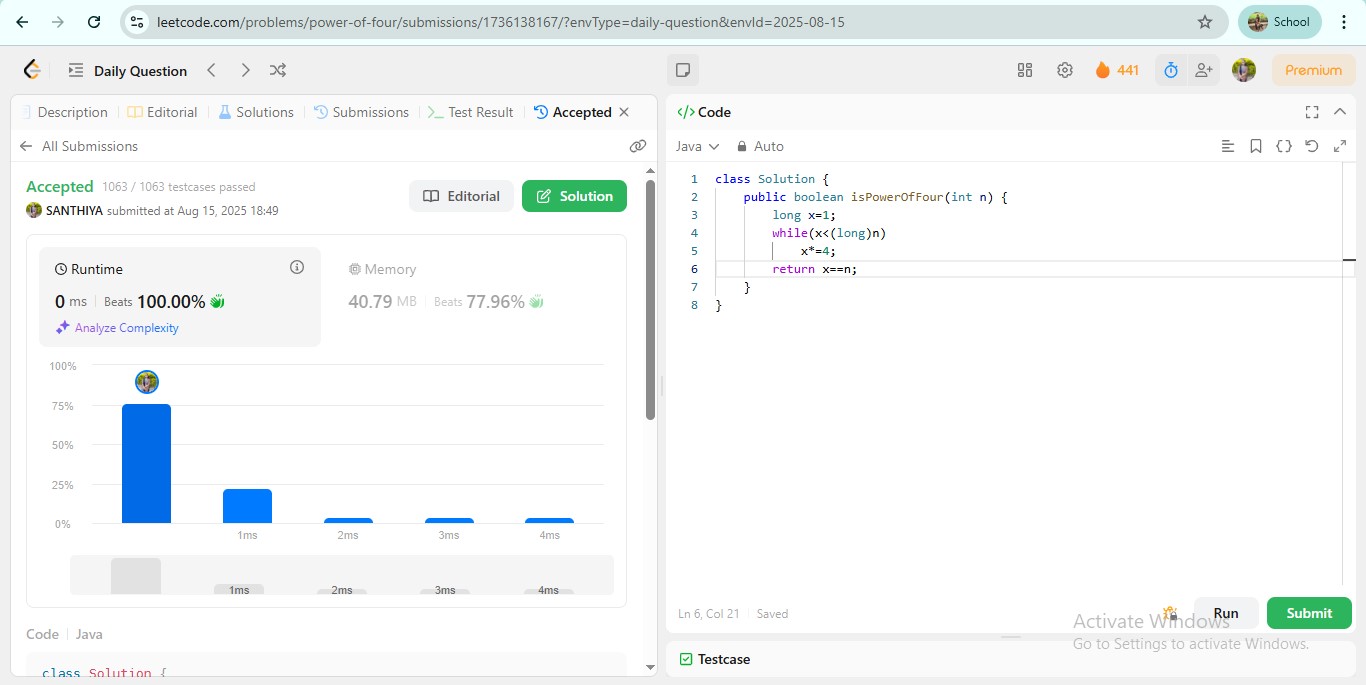 leetcode.com/problems/power-of-four/submissions/1736138167/?envType=daily-question&envId=2025-08-15
School
Daily Question
441
Premium
Description
Editorial
Solutions
Submissions
Test Result
Accepted
All Submissions
Accepted 1063 / 1063 testcases passed
SANTHIYA submitted at Aug 15, 2025 18:49
Editorial
Solution
Runtime
0 ms Beats 100.00%
Analyze Complexity
Memory
40.79 MB Beats 77.96%
100%
75%
50%
25%
0%
1ms 2ms 3ms 4ms
1ms 2ms 3ms 4ms
Code Java
class Solution {
</> Code
Java Auto
1 class Solution {
2 public boolean isPowerOfFour(int n) {
3 long x=1;
4 while(x<(long)n)
5 x*=4;
6 return x==n;
7 }
8 }
Ln 6, Col 21 Saved
Run
Submit
Activate Windows
Go to Settings to activate Windows.
Testcase